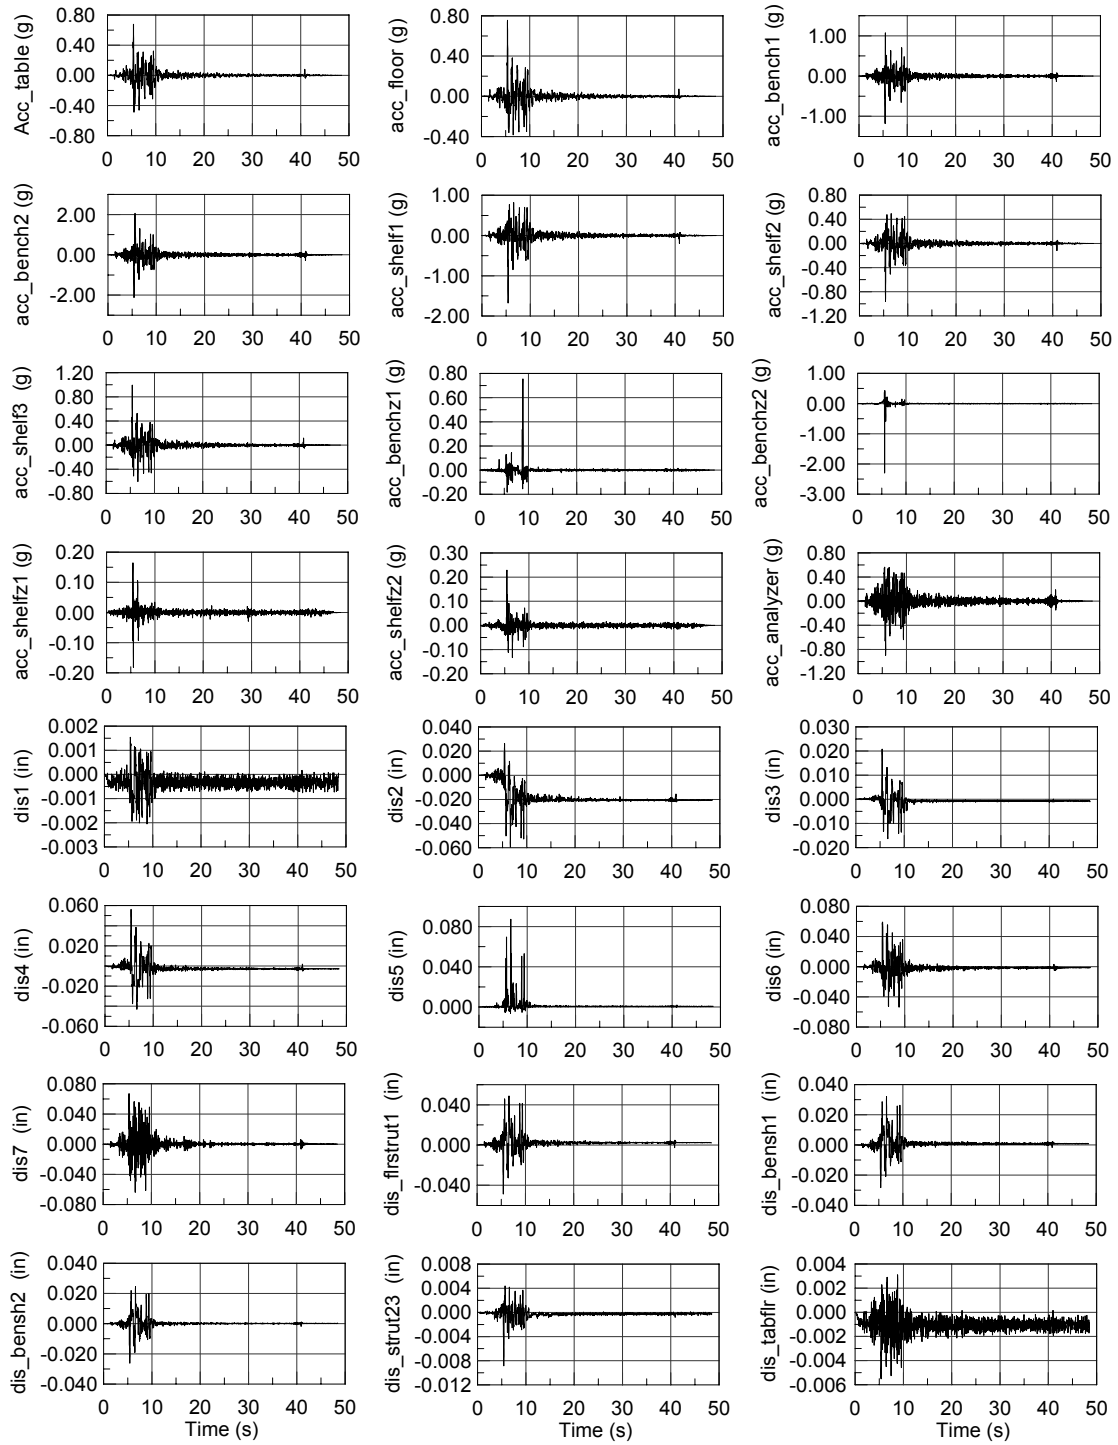 Acc_table (g)
0.80
0.40
0.00
-0.40
-0.80
0 10 20 30 40 50
acc_floor (g)
0.80
0.40
0.00
-0.40
0 10 20 30 40 50
acc_bench1 (g)
1.00
0.00
-1.00
0 10 20 30 40 50
acc_bench2 (g)
2.00
0.00
-2.00
0 10 20 30 40 50
acc_shelf1 (g)
1.00
0.00
-1.00
-2.00
0 10 20 30 40 50
acc_shelf2 (g)
0.80
0.40
0.00
-0.40
-0.80
-1.20
0 10 20 30 40 50
acc_shelf3 (g)
1.20
0.80
0.40
0.00
-0.40
-0.80
0 10 20 30 40 50
acc_benchz1 (g)
0.80
0.60
0.40
0.20
0.00
-0.20
0 10 20 30 40 50
acc_benchz2 (g)
1.00
0.00
-1.00
-2.00
-3.00
0 10 20 30 40 50
acc_shelfz1 (g)
0.20
0.10
0.00
-0.10
-0.20
0 10 20 30 40 50
acc_shelfz2 (g)
0.30
0.20
0.10
0.00
-0.10
-0.20
0 10 20 30 40 50
acc_analyzer (g)
0.80
0.40
0.00
-0.40
-0.80
-1.20
0 10 20 30 40 50
dis1 (in)
0.002
0.001
0.000
-0.001
-0.002
-0.003
0 10 20 30 40 50
dis2 (in)
0.040
0.020
0.000
-0.020
-0.040
-0.060
0 10 20 30 40 50
dis3 (in)
0.030
0.020
0.010
0.000
-0.010
-0.020
0 10 20 30 40 50
dis4 (in)
0.060
0.020
-0.020
-0.060
0 10 20 30 40 50
dis5 (in)
0.080
0.040
0.000
0 10 20 30 40 50
dis6 (in)
0.080
0.040
0.000
-0.040
-0.080
0 10 20 30 40 50
dis7 (in)
0.080
0.040
0.000
-0.040
-0.080
0 10 20 30 40 50
dis_flrstrut1 (in)
0.040
0.000
-0.040
0 10 20 30 40 50
dis_bensh1 (in)
0.040
0.020
0.000
-0.020
-0.040
0 10 20 30 40 50
dis_bensh2 (in)
0.040
0.020
0.000
-0.020
-0.040
0 10 20 30 40 50
Time (s)
dis_strut23 (in)
0.008
0.004
0.000
-0.004
-0.008
-0.012
0 10 20 30 40 50
Time (s)
dis_tabflr (in)
0.004
0.002
0.000
-0.002
-0.004
-0.006
0 10 20 30 40 50
Time (s)